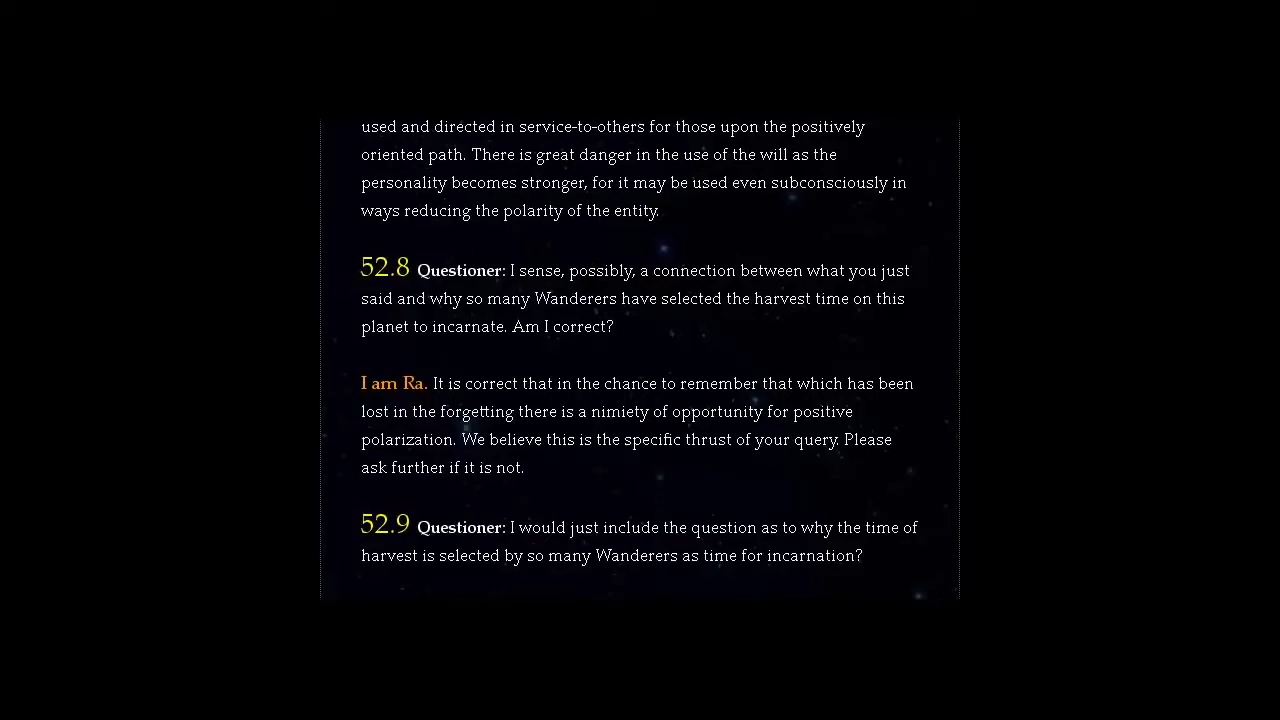 used and directed in service-to-others for those upon the positively
oriented path. There is great danger in the use of the will as the
personality becomes stronger, for it may be used even subconsciously in
ways reducing the polarity of the entity.
52.8 Questioner: I sense, possibly, a connection between what you just
said and why so many Wanderers have selected the harvest time on this
planet to incarnate. Am I correct?
I am Ra. It is correct that in the chance to remember that which has been
lost in the forgetting there is a nimiety of opportunity for positive
polarization. We believe this is the specific thrust of your query. Please
ask further if it is not.
52.9 Questioner: I would just include the question as to why the time of
harvest is selected by so many Wanderers as time for incarnation?